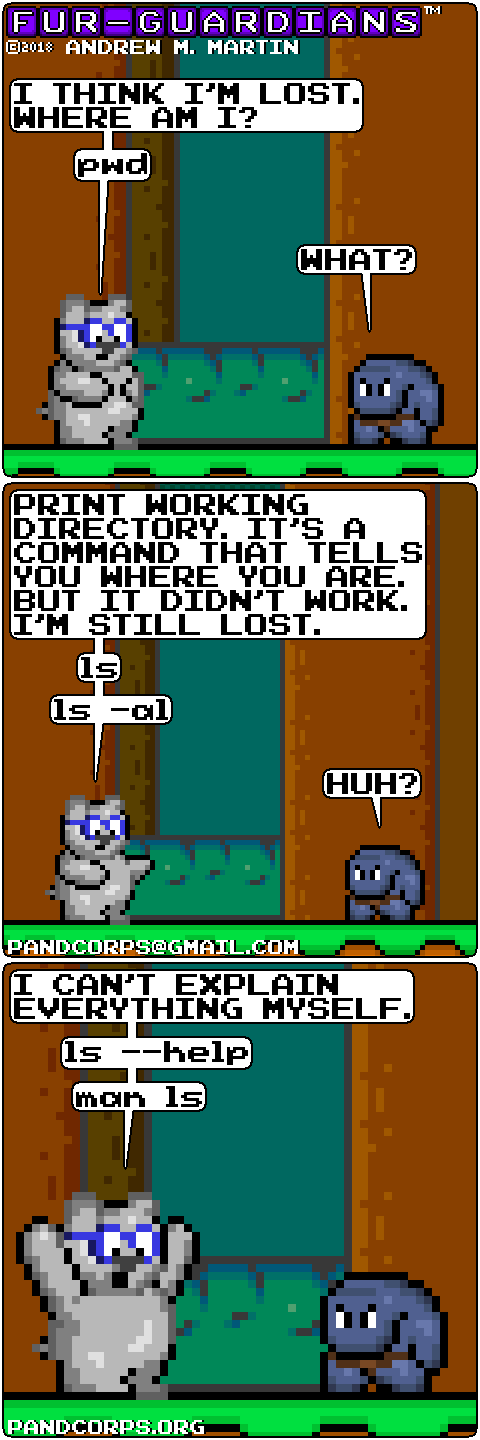 FUR-GUARDIANS™
©2018 ANDREW M. MARTIN
I THINK I'M LOST.
WHERE AM I?
pwd
WHAT?
PRINT WORKING
DIRECTORY. IT'S A
COMMAND THAT TELLS
YOU WHERE YOU ARE.
BUT IT DIDN'T WORK.
I'M STILL LOST.
ls
ls -al
HUH?
PANDCORPS@GMAIL.COM
I CAN'T EXPLAIN
EVERYTHING MYSELF.
ls --help
man ls
PANDCORPS.ORG